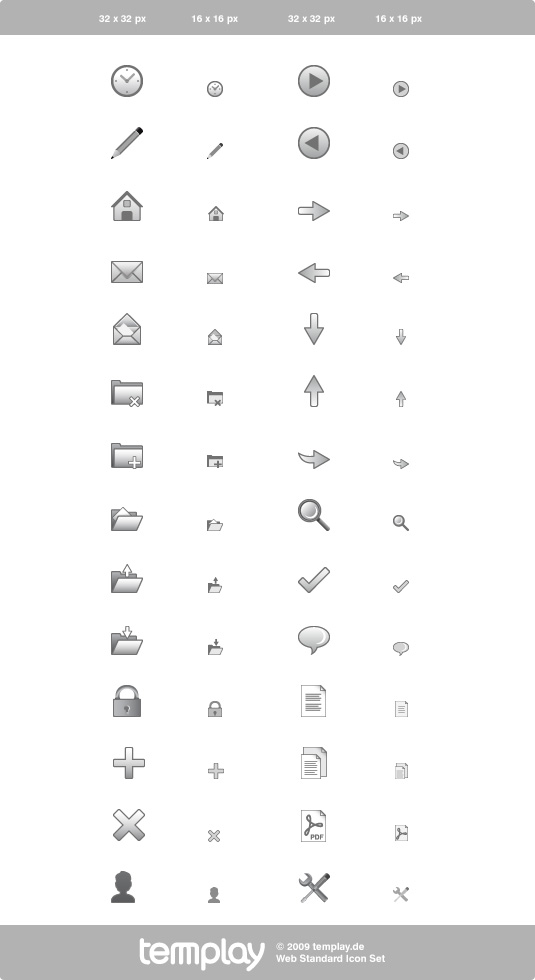 32 x 32 px 16 x 16 px 32 x 32 px 16 x 16 px
PDF
templay
© 2009 templay.de
Web Standard Icon Set